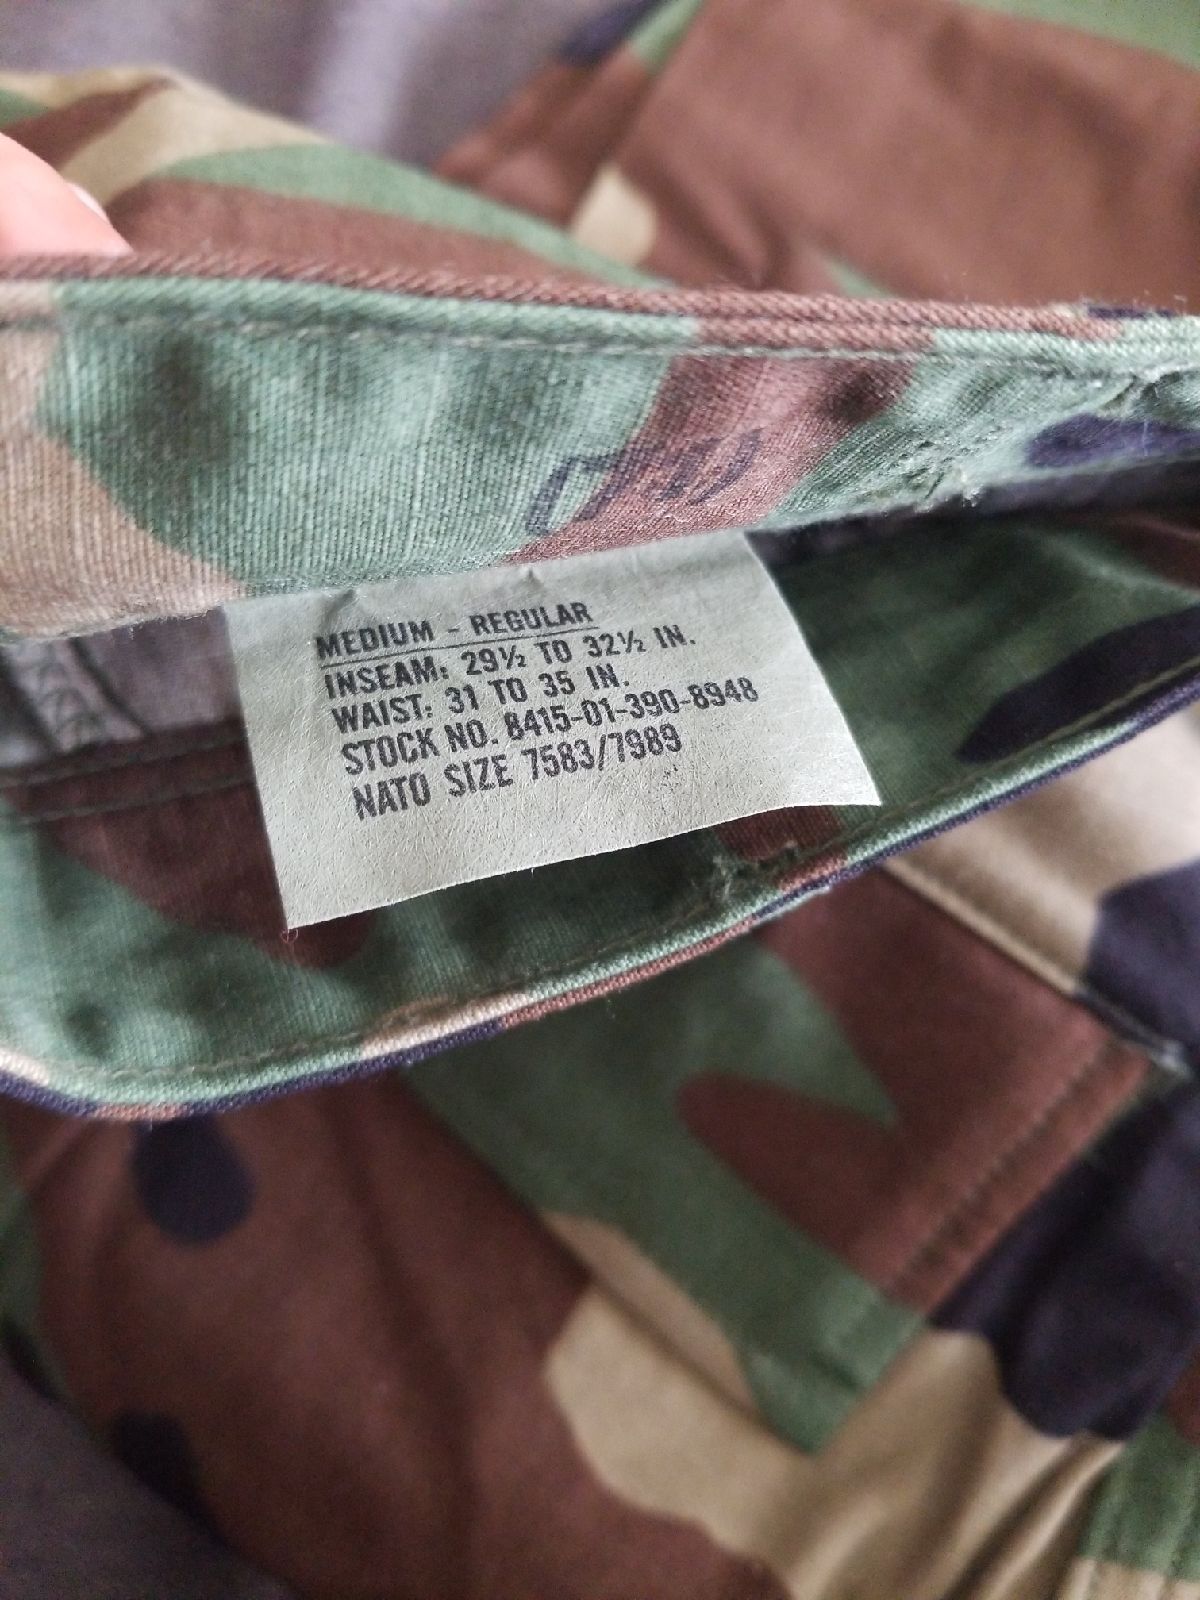 MEDIUM - REGULAR
INSEAM: 29½ TO 32½ IN.
WAIST: 31 TO 35 IN.
STOCK NO. 8415-01-390-8948
NATO SIZE 7583/7989